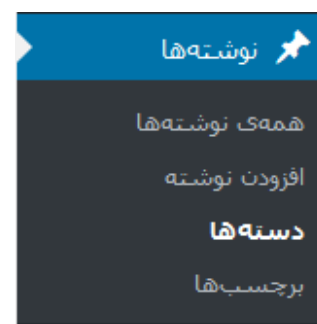 نوشته‌ها
همه‌ی نوشته‌ها
افزودن نوشته
دسته‌ها
برچسب‌ها